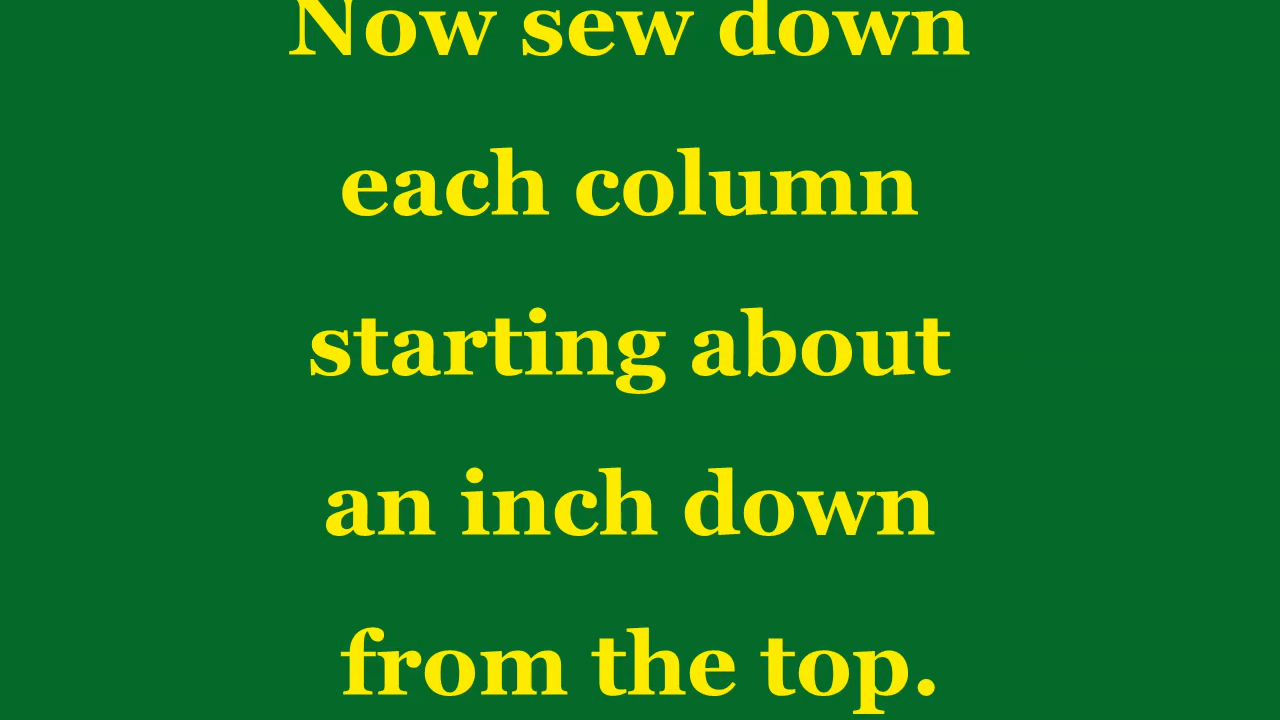 Now sew down
each column
starting about
an inch down
from the top.